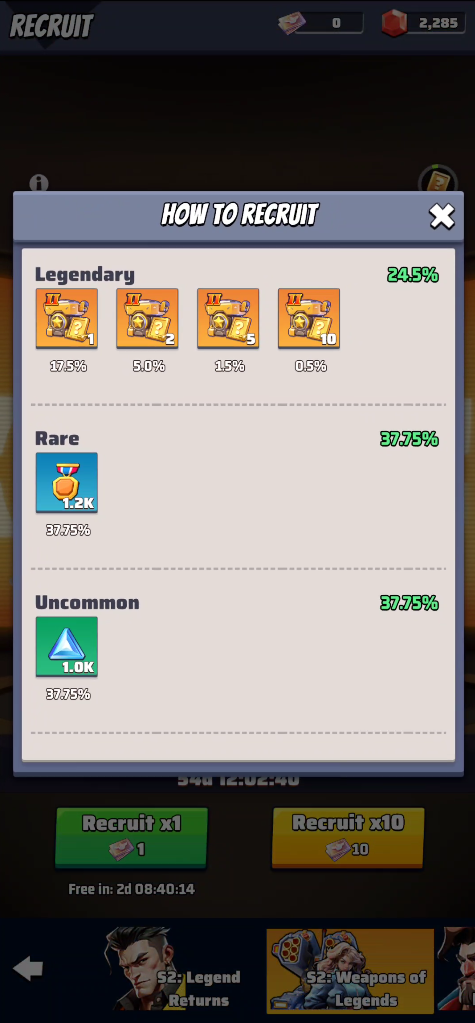 RECRUIT
0
2,285
HOW TO RECRUIT
Legendary
24.5%
II
1
II
2
II
5
II
10
17.5%
5.0%
1.5%
0.5%
Rare
37.75%
1.2K
37.75%
Uncommon
37.75%
1.0K
37.75%
54d 12:02:40
Recruit x1
1
Recruit x10
10
Free in: 2d 08:40:14
S2: Legend
Returns
S2: Weapons of
Legends